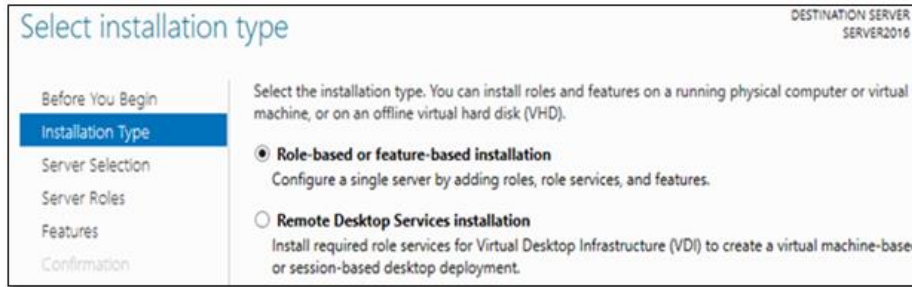 Select installation type
DESTINATION SERVER
SERVER2016
Before You Begin
Installation Type
Server Selection
Server Roles
Features
Confirmation
Select the installation type. You can install roles and features on a running physical computer or virtual
machine, or on an offline virtual hard disk (VHD).
Role-based or feature-based installation
Configure a single server by adding roles, role services, and features.
Remote Desktop Services installation
Install required role services for Virtual Desktop Infrastructure (VDI) to create a virtual machine-base
or session-based desktop deployment.